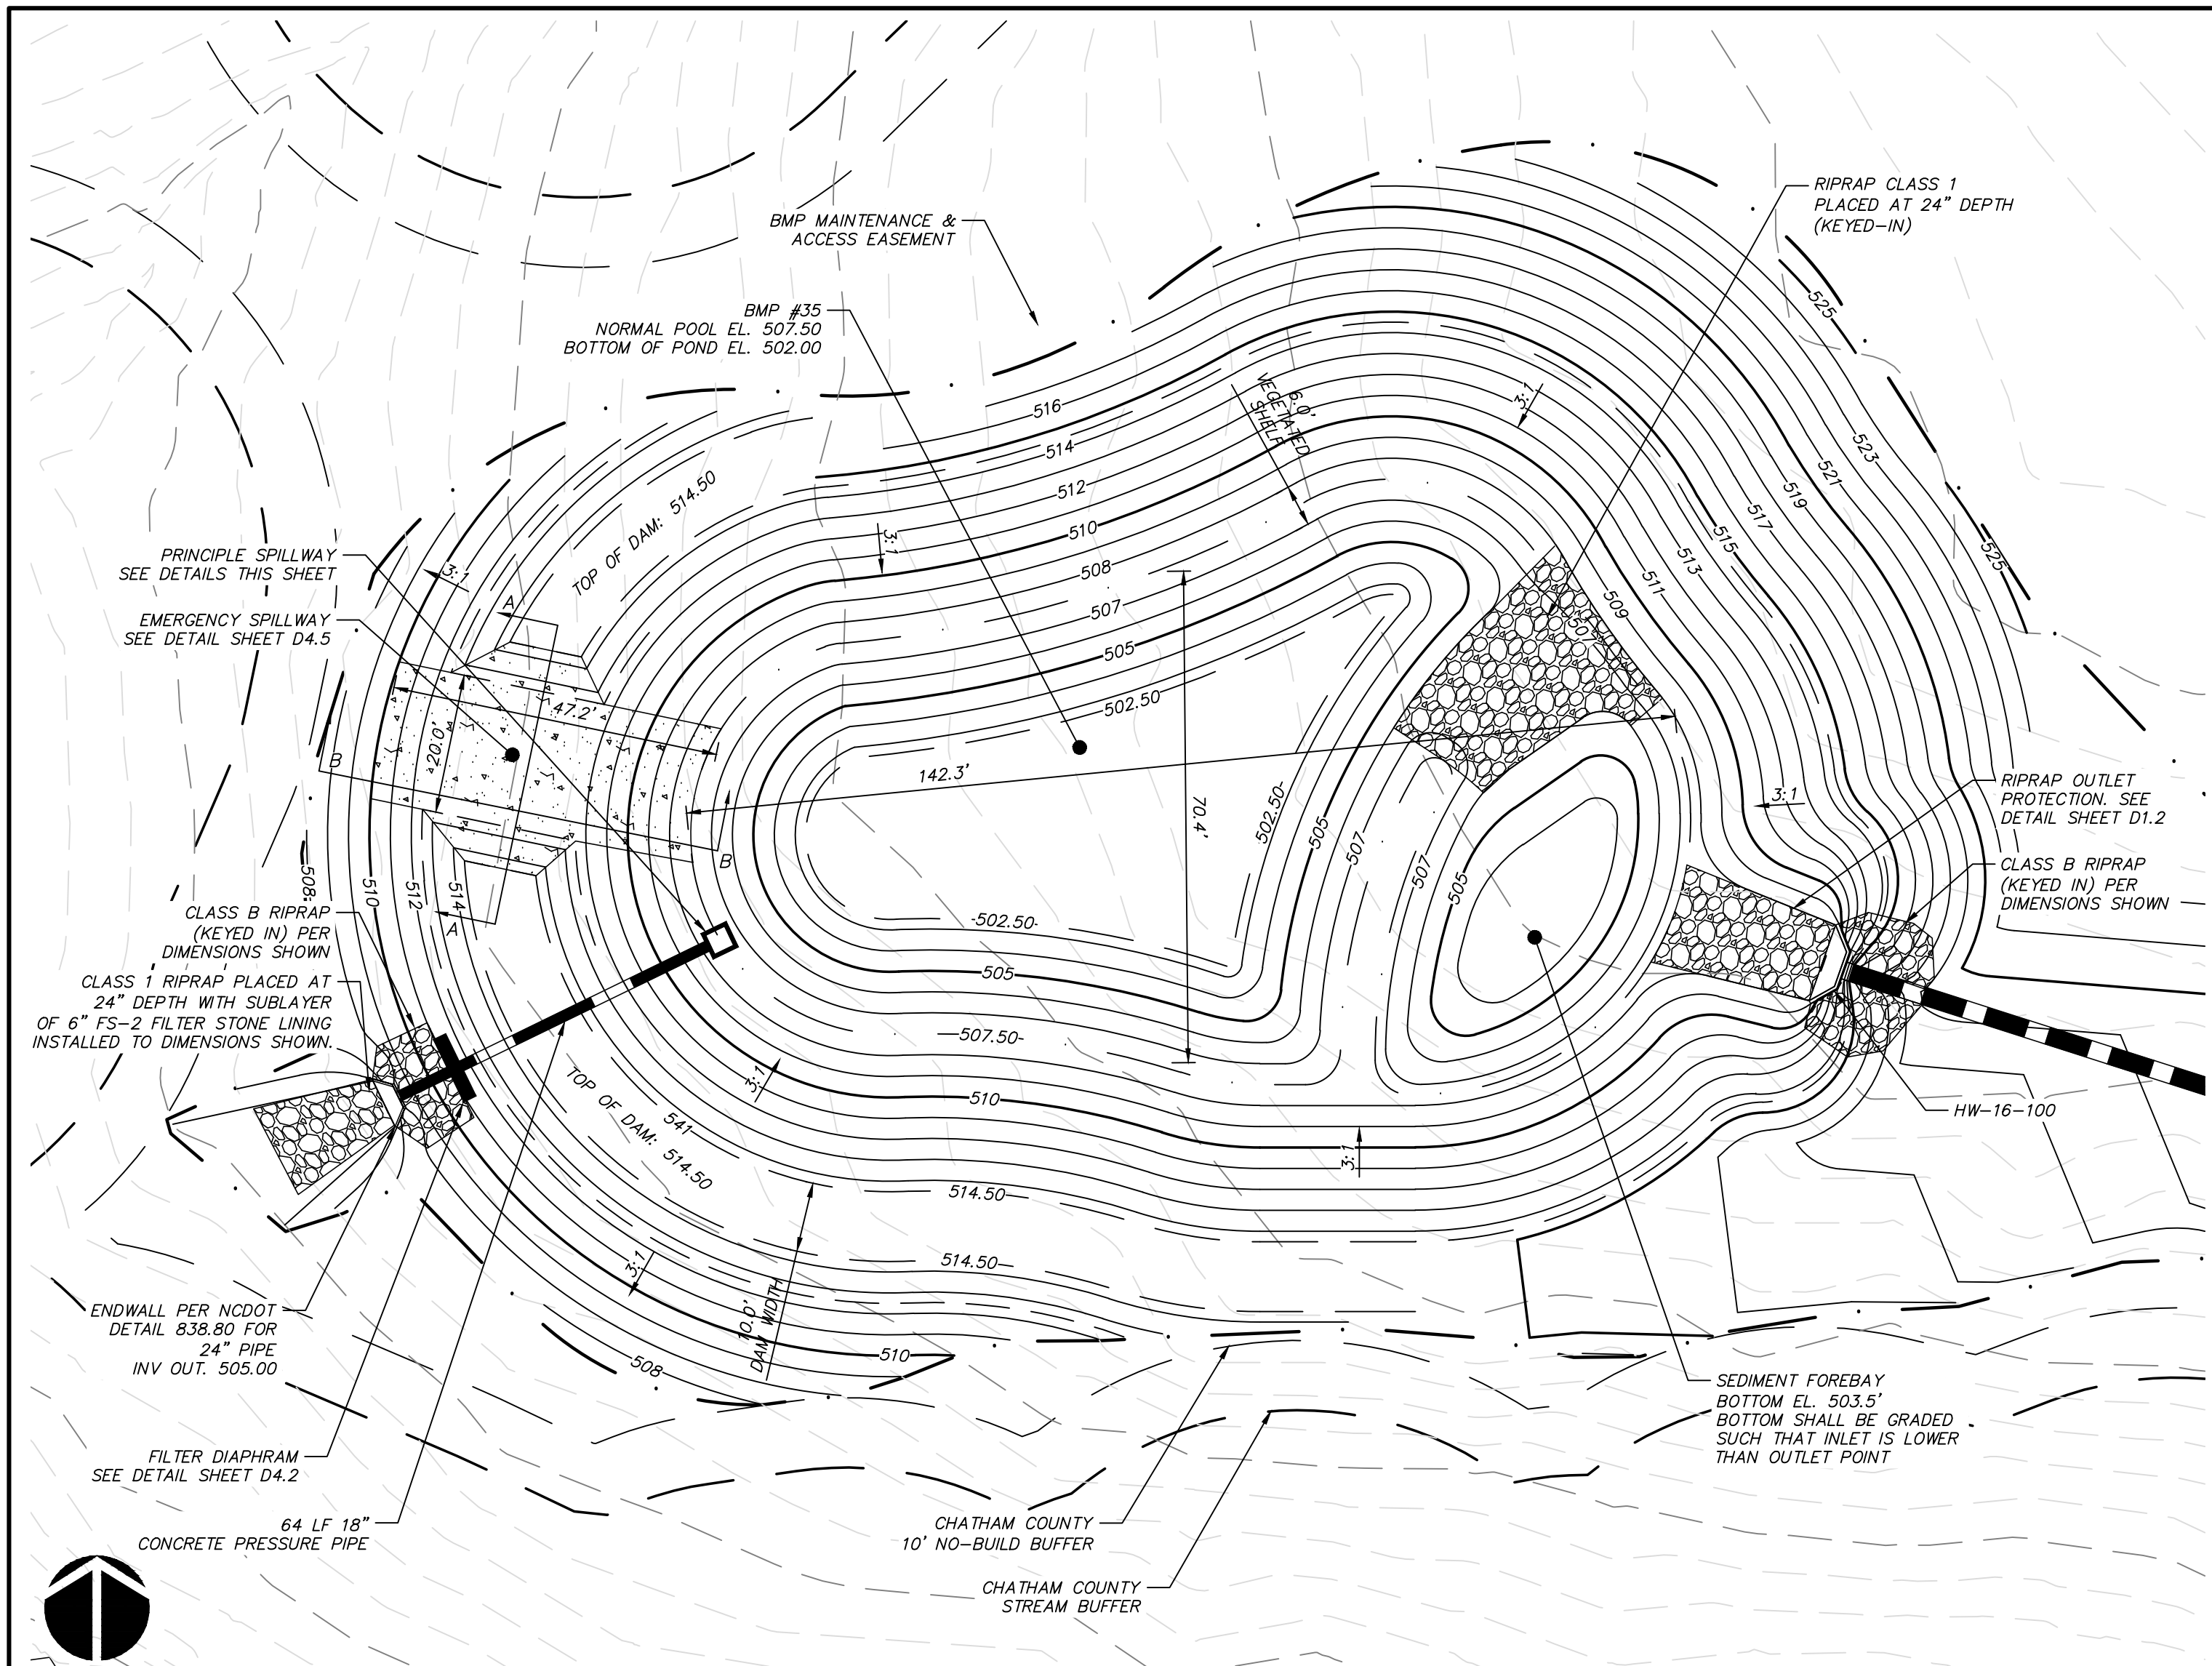 RIPRAP CLASS 1
PLACED AT 24" DEPTH
(KEYED-IN)
BMP MAINTENANCE &
ACCESS EASEMENT
BMP #35
NORMAL POOL EL. 507.50
BOTTOM OF POND EL. 502.00
525
516
514
512
510
508
507
505
502.50
6.0'
VEGETATED
SHELF
3:1
523
521
519
517
515
513
511
509
507
525
TOP OF DAM: 514.50
3:1
3:1
PRINCIPLE SPILLWAY
SEE DETAILS THIS SHEET
EMERGENCY SPILLWAY
SEE DETAIL SHEET D4.5
A
47.2'
20.0'
B
B
A
142.3'
70.4'
502.50
505
507
507
505
3:1
RIPRAP OUTLET
PROTECTION. SEE
DETAIL SHEET D1.2
CLASS B RIPRAP
(KEYED IN) PER
DIMENSIONS SHOWN
508
510
512
514
CLASS B RIPRAP
(KEYED IN) PER
DIMENSIONS SHOWN
CLASS 1 RIPRAP PLACED AT
24" DEPTH WITH SUBLAYER
OF 6" FS-2 FILTER STONE LINING
INSTALLED TO DIMENSIONS SHOWN.
502.50
505
507.50
510
3:1
3:1
HW-16-100
541
TOP OF DAM: 514.50
514.50
514.50
3:1
10.0'
DAM WIDTH
510
508
ENDWALL PER NCDOT
DETAIL 838.80 FOR
24" PIPE
INV OUT. 505.00
FILTER DIAPHRAM
SEE DETAIL SHEET D4.2
64 LF 18"
CONCRETE PRESSURE PIPE
SEDIMENT FOREBAY
BOTTOM EL. 503.5'
BOTTOM SHALL BE GRADED
SUCH THAT INLET IS LOWER
THAN OUTLET POINT
CHATHAM COUNTY
10' NO-BUILD BUFFER
CHATHAM COUNTY
STREAM BUFFER